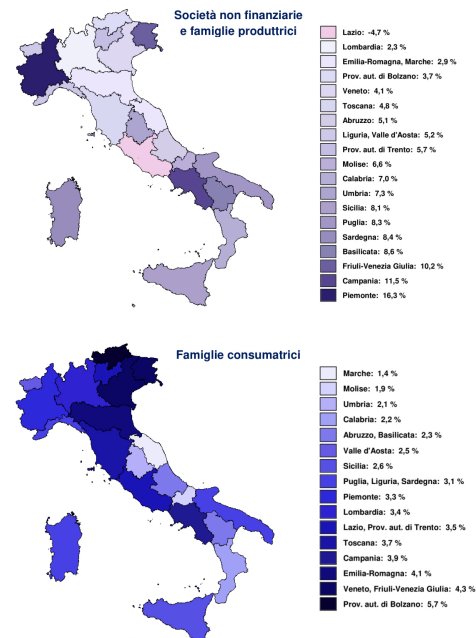 Società non finanziarie
e famiglie produttrici
Lazio: -4,7 %
Lombardia: 2,3 %
Emilia-Romagna, Marche: 2,9 %
Prov. aut. di Bolzano: 3,7 %
Veneto: 4,1 %
Toscana: 4,8 %
Abruzzo: 5,1 %
Liguria, Valle d'Aosta: 5,2 %
Prov. aut. di Trento: 5,7 %
Molise: 6,6 %
Calabria: 7,0 %
Umbria: 7,3 %
Sicilia: 8,1 %
Puglia: 8,3 %
Sardegna: 8,4 %
Basilicata: 8,6 %
Friuli-Venezia Giulia: 10,2 %
Campania: 11,5 %
Piemonte: 16,3 %
Famiglie consumatrici
Marche: 1,4 %
Molise: 1,9 %
Umbria: 2,1 %
Calabria: 2,2 %
Abruzzo, Basilicata: 2,3 %
Valle d'Aosta: 2,5 %
Sicilia: 2,6 %
Puglia, Liguria, Sardegna: 3,1 %
Piemonte: 3,3 %
Lombardia: 3,4 %
Lazio, Prov. aut. di Trento: 3,5 %
Toscana: 3,7 %
Campania: 3,9 %
Emilia-Romagna: 4,1 %
Veneto, Friuli-Venezia Giulia: 4,3 %
Prov. aut. di Bolzano: 5,7 %